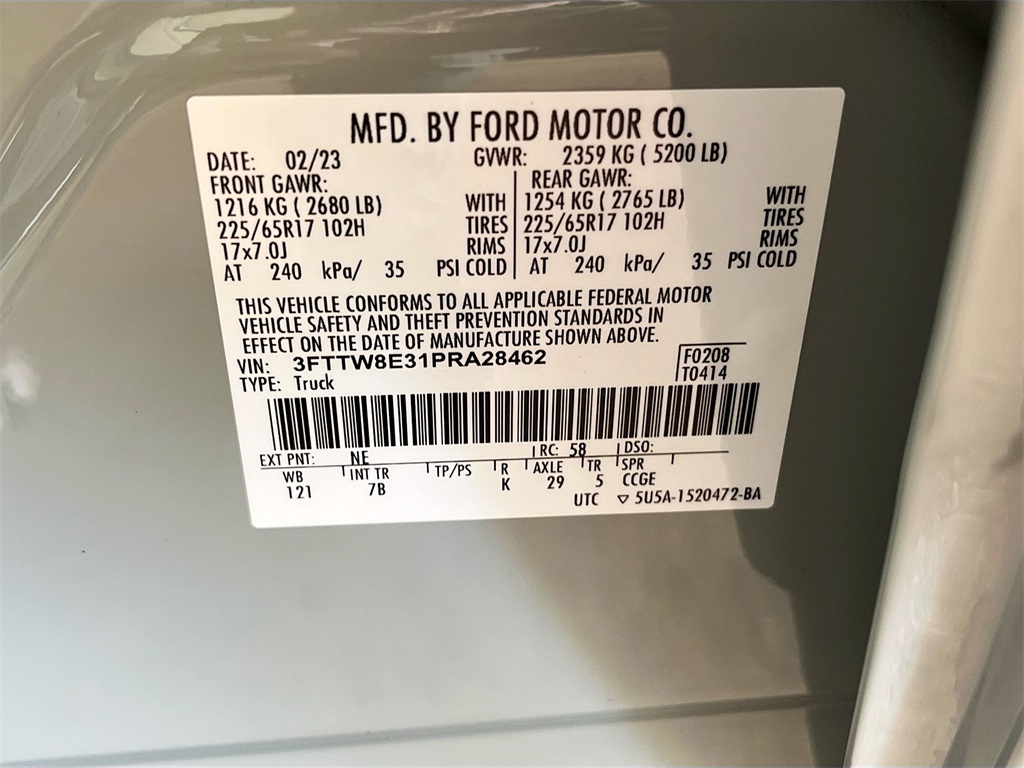 MFD. BY FORD MOTOR CO.
DATE: 02/23 GVWR: 2359 KG ( 5200 LB)
FRONT GAWR: REAR GAWR:
1216 KG ( 2680 LB) WITH 1254 KG ( 2765 LB) WITH
225/65R17 102H TIRES 225/65R17 102H TIRES
17x7.0J RIMS 17x7.0J RIMS
AT 240 kPa/ 35 PSI COLD AT 240 kPa/ 35 PSI COLD
THIS VEHICLE CONFORMS TO ALL APPLICABLE FEDERAL MOTOR
VEHICLE SAFETY AND THEFT PREVENTION STANDARDS IN
EFFECT ON THE DATE OF MANUFACTURE SHOWN ABOVE.
VIN: 3FTTW8E31PRA28462 F0208
TYPE: Truck T0414
EXT PNT: NE RC: 58 DSO:
WB INT TR TP/PS R AXLE TR SPR
121 7B K 29 5 CCGE
UTC ▽ 5U5A-1520472-BA